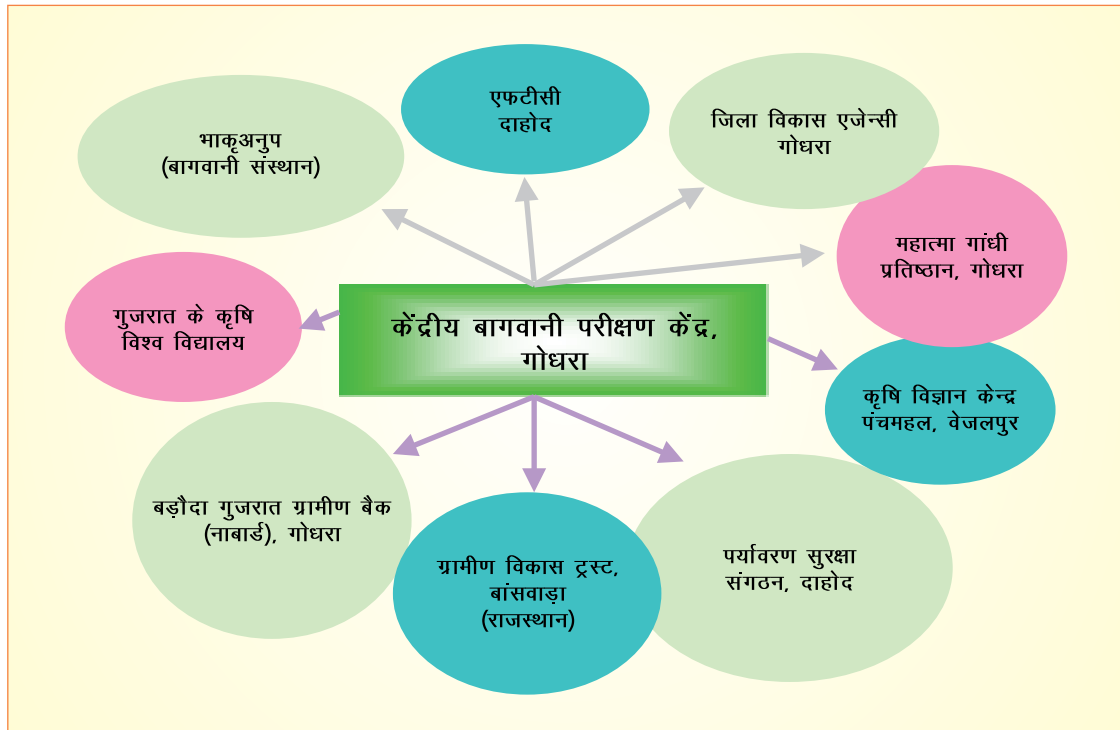 एफटीसी
दाहोद
जिला विकास एजेन्सी
गोधरा
भाकृअनुप
(बागवानी संस्थान)
महात्मा गांधी
प्रतिष्ठान, गोधरा
गुजरात के कृषि
विश्व विद्यालय
केंद्रीय बागवानी परीक्षण केंद्र,
गोधरा
कृषि विज्ञान केन्द्र
पंचमहल, वेजलपुर
बड़ौदा गुजरात ग्रामीण बैक
(नाबार्ड), गोधरा
ग्रामीण विकास ट्रस्ट,
बांसवाड़ा
(राजस्थान)
पर्यावरण सुरक्षा
संगठन, दाहोद